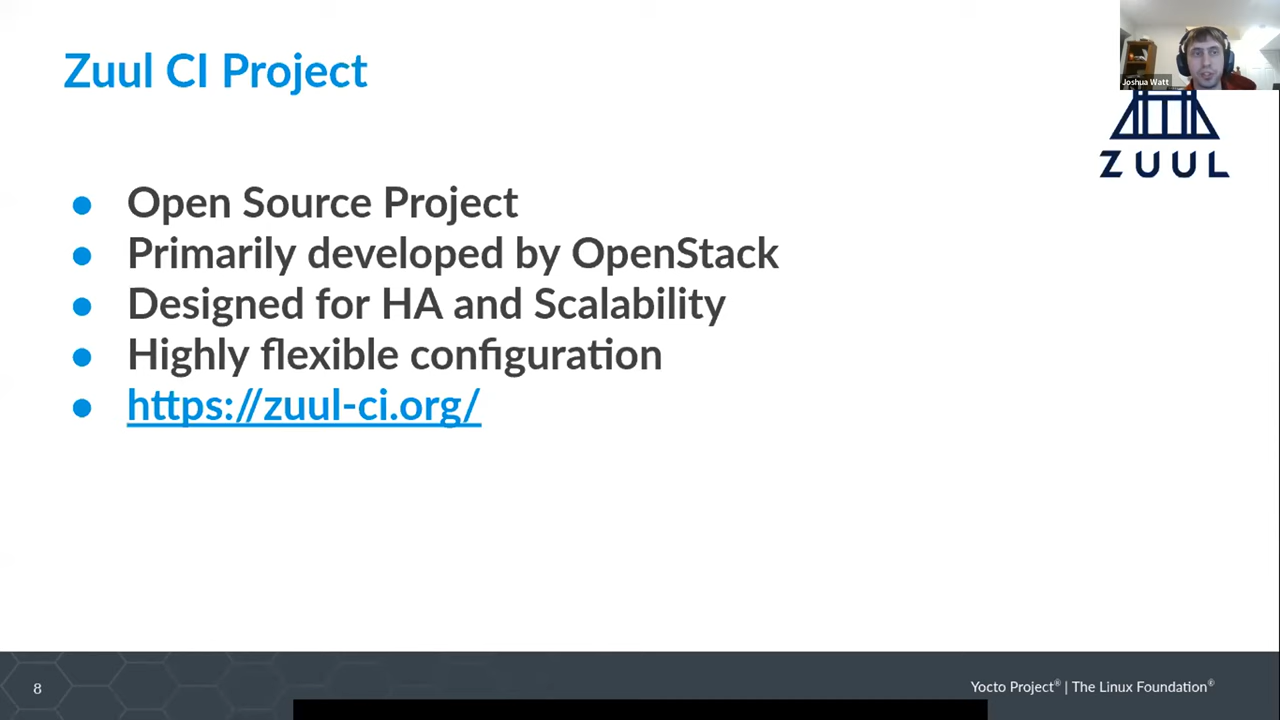 Zuul CI Project
Joshua Watt
ZUUL
Open Source Project
Primarily developed by OpenStack
Designed for HA and Scalability
Highly flexible configuration
https://zuul-ci.org/
8
Yocto Project® | The Linux Foundation®